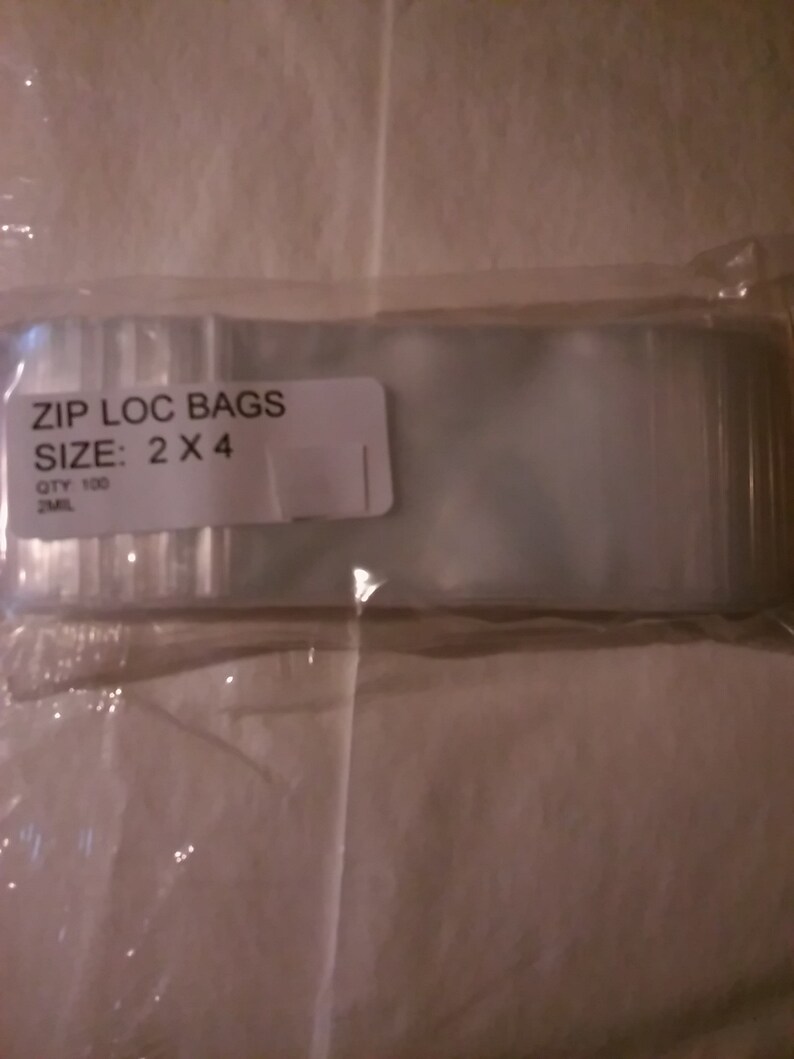 ZIP LOC BAGS
SIZE: 2 X 4
QTY: 100
2MIL